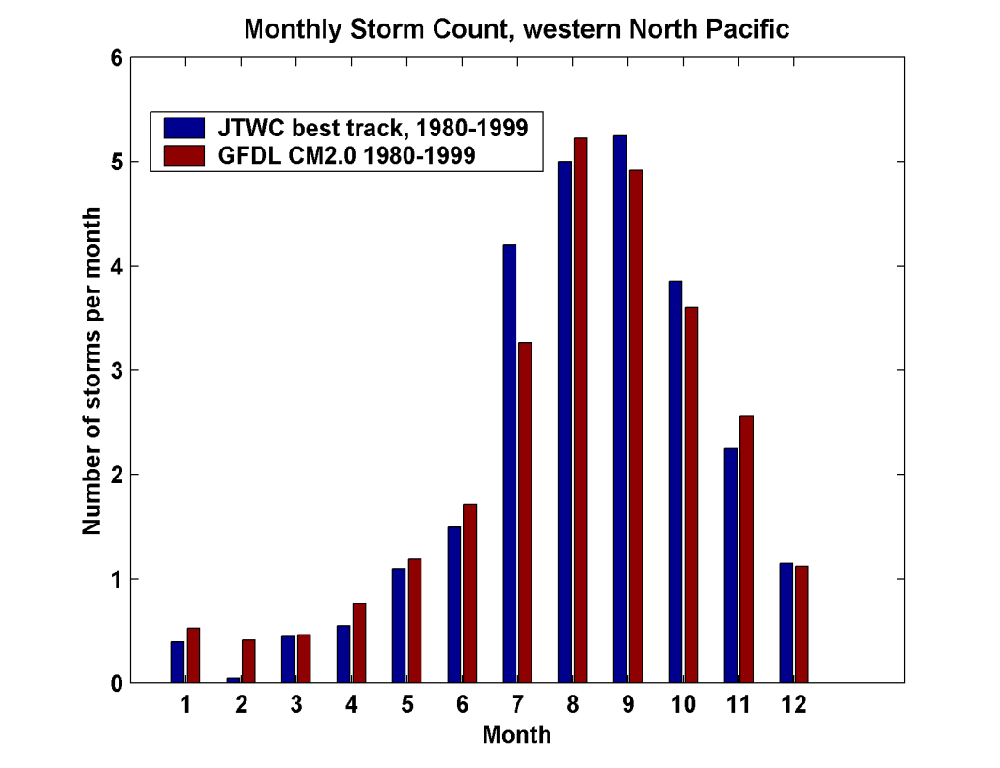 Monthly Storm Count, western North Pacific
6
JTWC best track, 1980-1999
GFDL CM2.0 1980-1999
5
4
3
2
1
0
Number of storms per month
1 2 3 4 5 6 7 8 9 10 11 12
Month